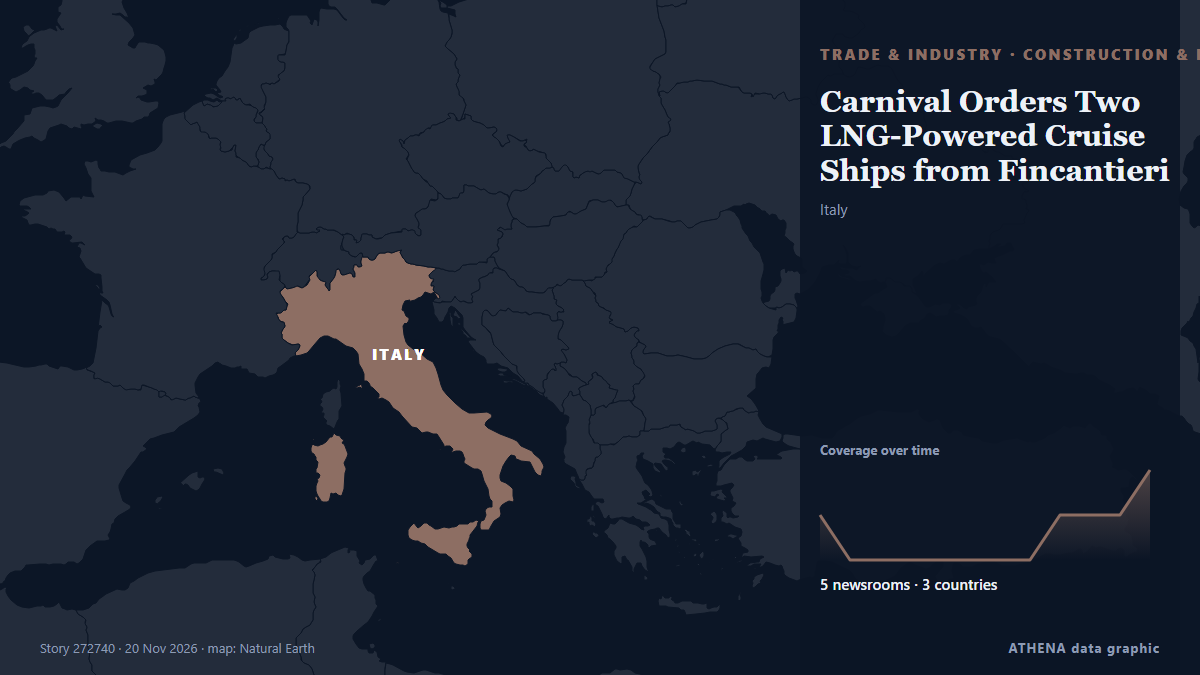 TRADE & INDUSTRY · CONSTRUCTION &
Carnival Orders Two
LNG-Powered Cruise
Ships from Fincantieri
Italy
ITALY
Coverage over time
5 newsrooms · 3 countries
Story 272740 · 20 Nov 2026 · map: Natural Earth
ATHENA data graphic